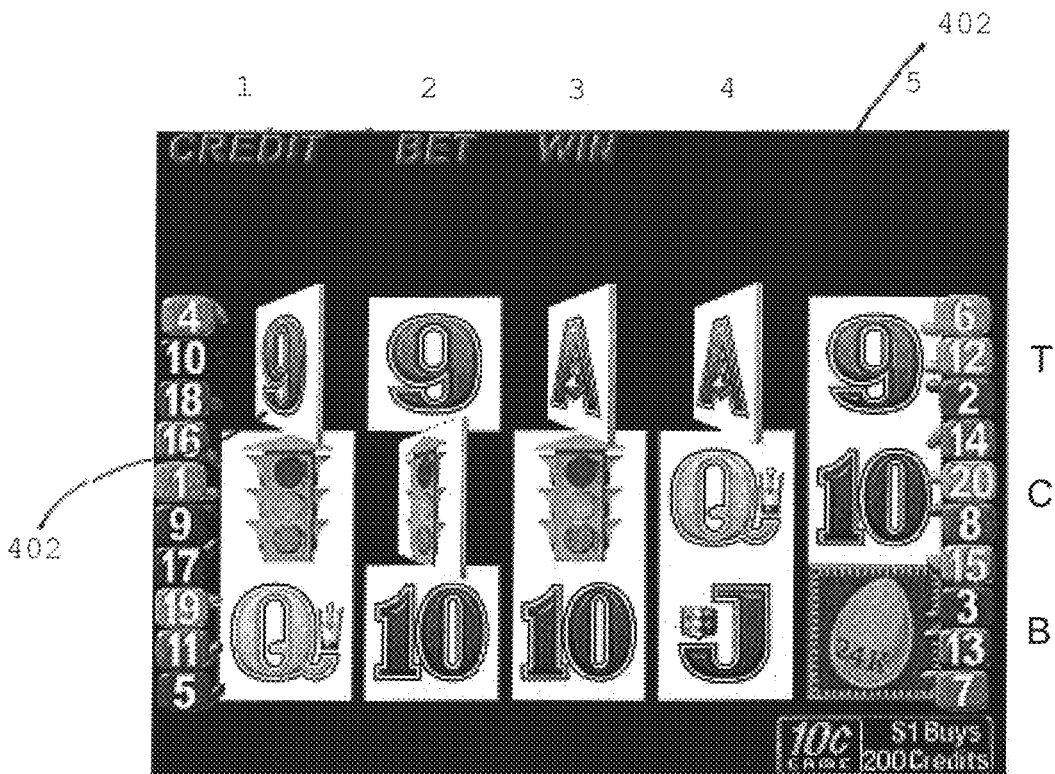 402
1 2 3 4 5
CREDIT BET WIN
4 6
10 9 9 A A 9 12 T
18 2
16 14
1 Q 10 20 C
9 8
402 17 15
19 3
11 Q 10 10 J 24K 13 B
5 7
10¢ $1 Buys
GAME 200 Credits